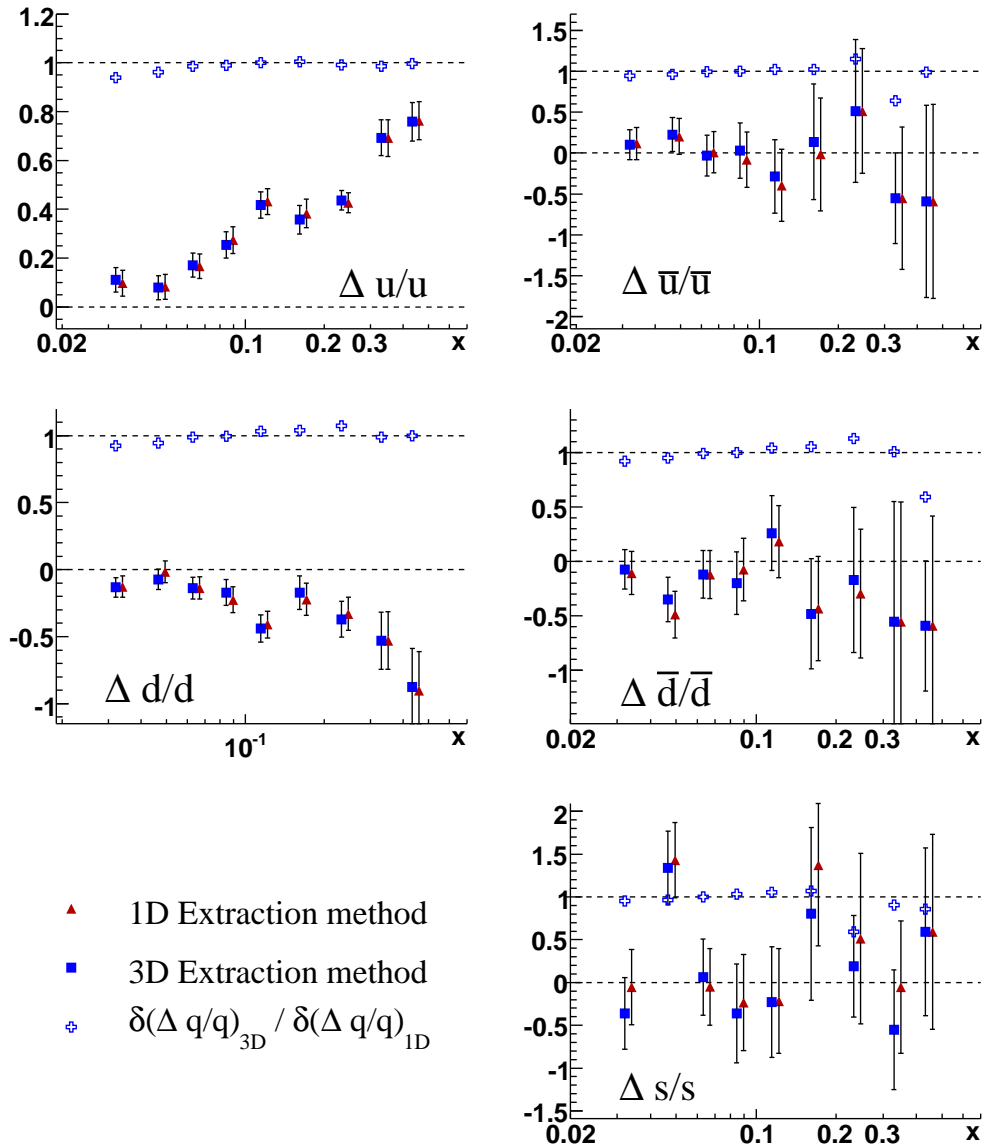 1.2
1
0.8
0.6
0.4
0.2
0
Δ u/u
0.02 0.1 0.2 0.3 x
1.5
1
0.5
0
-0.5
-1
-1.5
-2
Δ u̅/u̅
0.02 0.1 0.2 0.3 x
1
0.5
0
-0.5
-1
Δ d/d
10⁻¹ x
1
0.5
0
-0.5
-1
Δ d̅/d̅
0.02 0.1 0.2 0.3 x
1D Extraction method
3D Extraction method
δ(Δ q/q)₃D / δ(Δ q/q)₁D
2
1.5
1
0.5
0
-0.5
-1
-1.5
Δ s/s
0.02 0.1 0.2 0.3 x